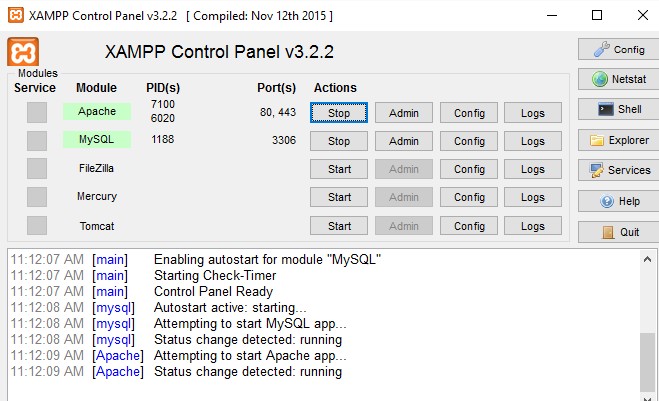 XAMPP Control Panel v3.2.2 [ Compiled: Nov 12th 2015 ]
XAMPP Control Panel v3.2.2
Config
Modules
Service Module PID(s) Port(s) Actions
Netstat
Apache 7100 6020 80, 443 Stop Admin Config Logs
Shell
MySQL 1188 3306 Stop Admin Config Logs
Explorer
FileZilla Start Admin Config Logs
Services
Mercury Start Admin Config Logs
Help
Tomcat Start Admin Config Logs
Quit
11:12:07 AM [main] Enabling autostart for module "MySQL"
11:12:07 AM [main] Starting Check-Timer
11:12:07 AM [main] Control Panel Ready
11:12:08 AM [mysql] Autostart active: starting...
11:12:08 AM [mysql] Attempting to start MySQL app...
11:12:08 AM [mysql] Status change detected: running
11:12:09 AM [Apache] Attempting to start Apache app...
11:12:09 AM [Apache] Status change detected: running